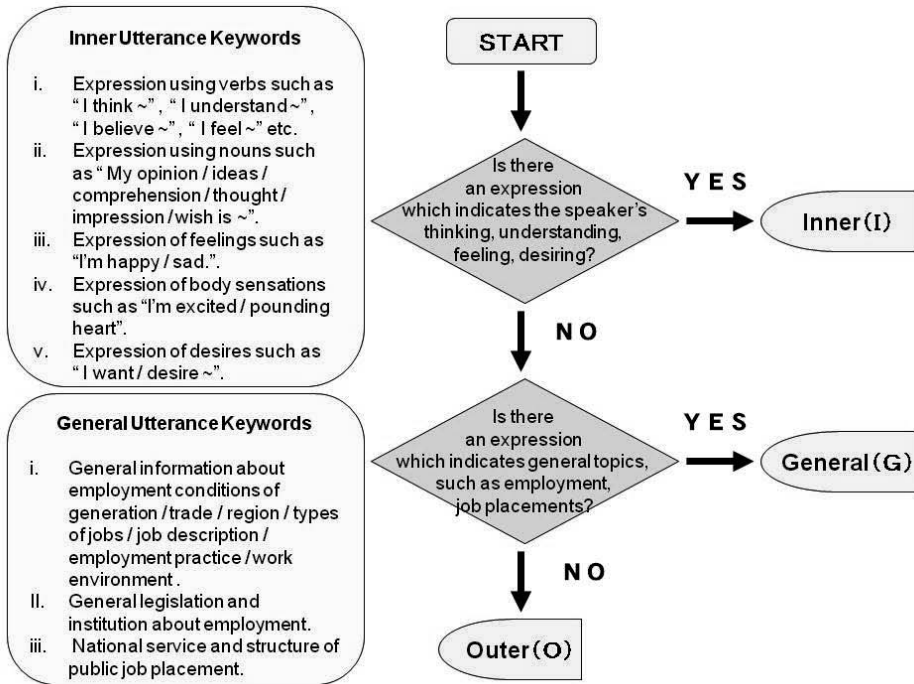 Inner Utterance Keywords
i. Expression using verbs such as
“ I think ~” , “ I understand ~” ,
“ I believe ~” , “ I feel ~” etc.
ii. Expression using nouns such
as “ My opinion / ideas /
comprehension / thought /
impression / wish is ~”.
iii. Expression of feelings such as
“I’m happy / sad.”.
iv. Expression of body sensations
such as “I’m excited / pounding
heart”.
v. Expression of desires such as
“ I want / desire ~”.
General Utterance Keywords
i. General information about
employment conditions of
generation / trade / region / types
of jobs / job description /
employment practice / work
environment .
II. General legislation and
institution about employment.
iii. National service and structure of
public job placement.
START
Is there
an expression
which indicates the speaker’s
thinking, understanding,
feeling, desiring?
YES
Inner(I)
NO
Is there
an expression
which indicates general topics,
such as employment,
job placements?
YES
General(G)
NO
Outer(O)